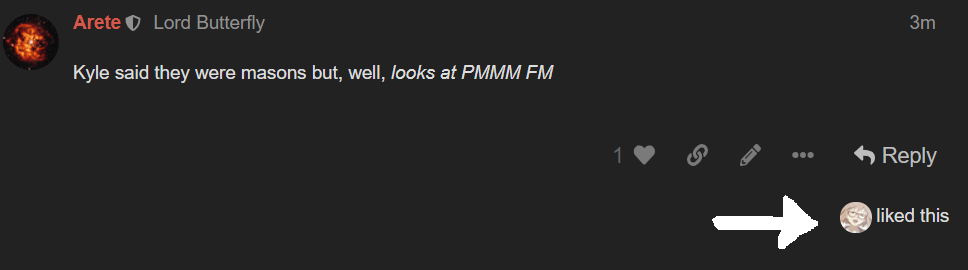 Arete Lord Butterfly 3m
Kyle said they were masons but, well, looks at PMMM FM
1 Reply
liked this